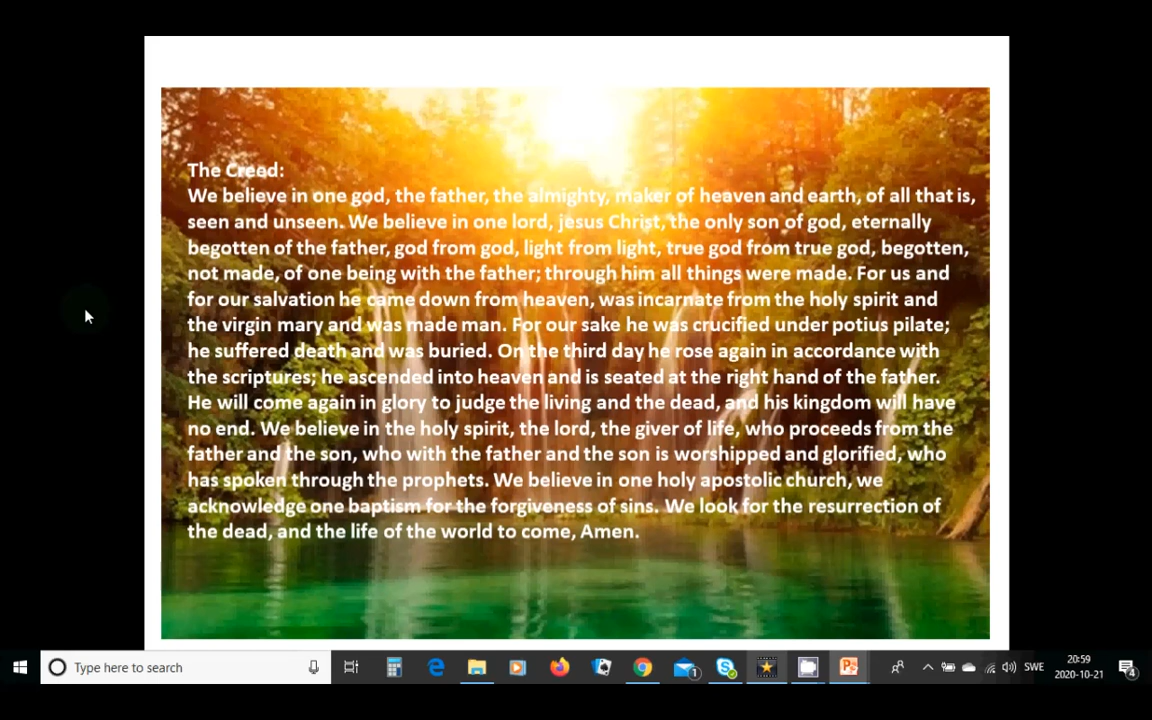 The Creed:
We believe in one god, the father, the almighty, maker of heaven and earth, of all that is,
seen and unseen. We believe in one lord, jesus Christ, the only son of god, eternally
begotten of the father, god from god, light from light, true god from true god, begotten,
not made, of one being with the father; through him all things were made. For us and
for our salvation he came down from heaven, was incarnate from the holy spirit and
the virgin mary and was made man. For our sake he was crucified under potius pilate;
he suffered death and was buried. On the third day he rose again in accordance with
the scriptures; he ascended into heaven and is seated at the right hand of the father.
He will come again in glory to judge the living and the dead, and his kingdom will have
no end. We believe in the holy spirit, the lord, the giver of life, who proceeds from the
father and the son, who with the father and the son is worshipped and glorified, who
has spoken through the prophets. We believe in one holy apostolic church, we
acknowledge one baptism for the forgiveness of sins. We look for the resurrection of
the dead, and the life of the world to come, Amen.
Type here to search
1
SWE
20:59
2020-10-21
4